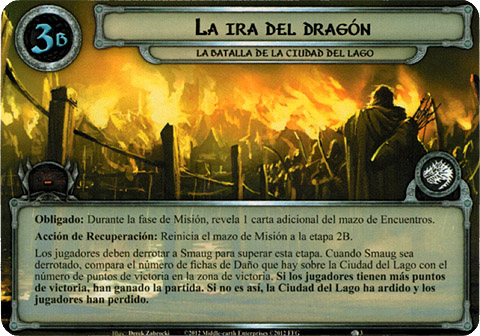 3B
LA IRA DEL DRAGÓN
LA BATALLA DE LA CIUDAD DEL LAGO
Obligado: Durante la fase de Misión, revela 1 carta adicional del mazo de Encuentros.
Acción de Recuperación: Reinicia el mazo de Misión a la etapa 2B.
Los jugadores deben derrotar a Smaug para superar esta etapa. Cuando Smaug sea
derrotado, compara el número de fichas de Daño que hay sobre la Ciudad del Lago con el
número de puntos de victoria en la zona de victoria. Si los jugadores tienen más puntos
de victoria, han ganado la partida. Si no es así, la Ciudad del Lago ha ardido y los
jugadores han perdido.
Ilus: Derek Zabrocki ©2012 Middle-earth Enterprises ©2012 FFG 3